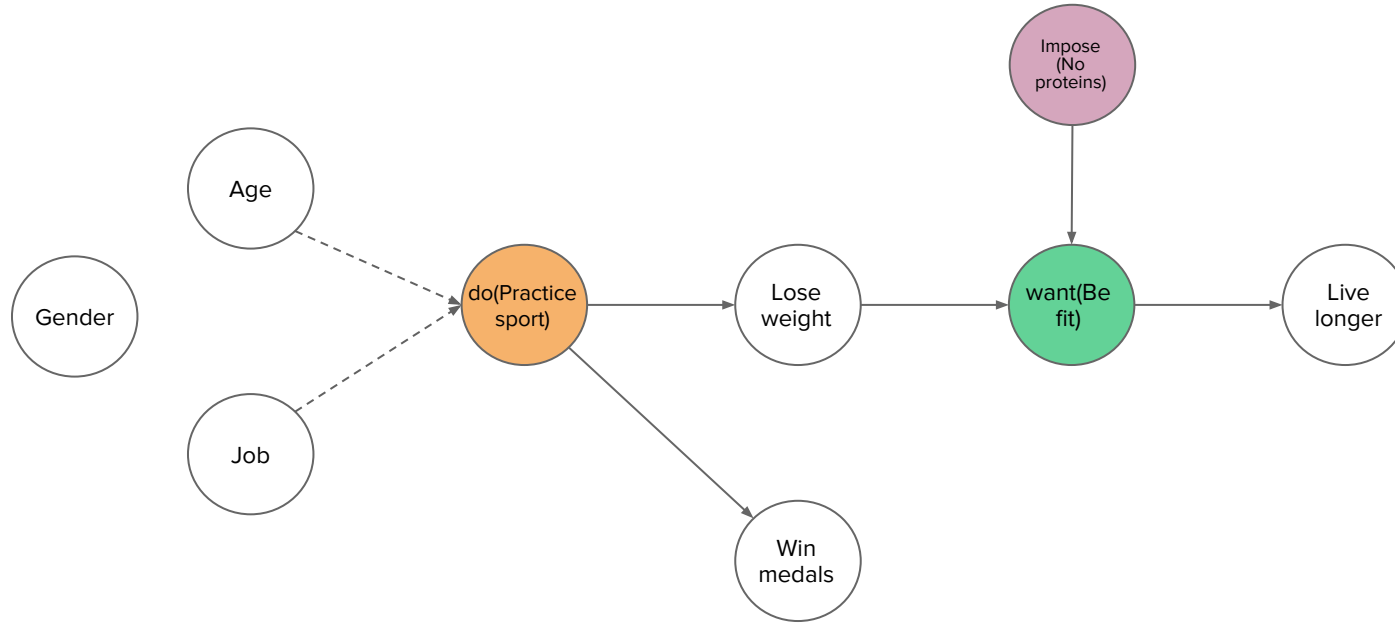 Impose
(No
proteins)
Age
Gender
do(Practice
sport)
Lose
weight
want(Be
fit)
Live
longer
Job
Win
medals